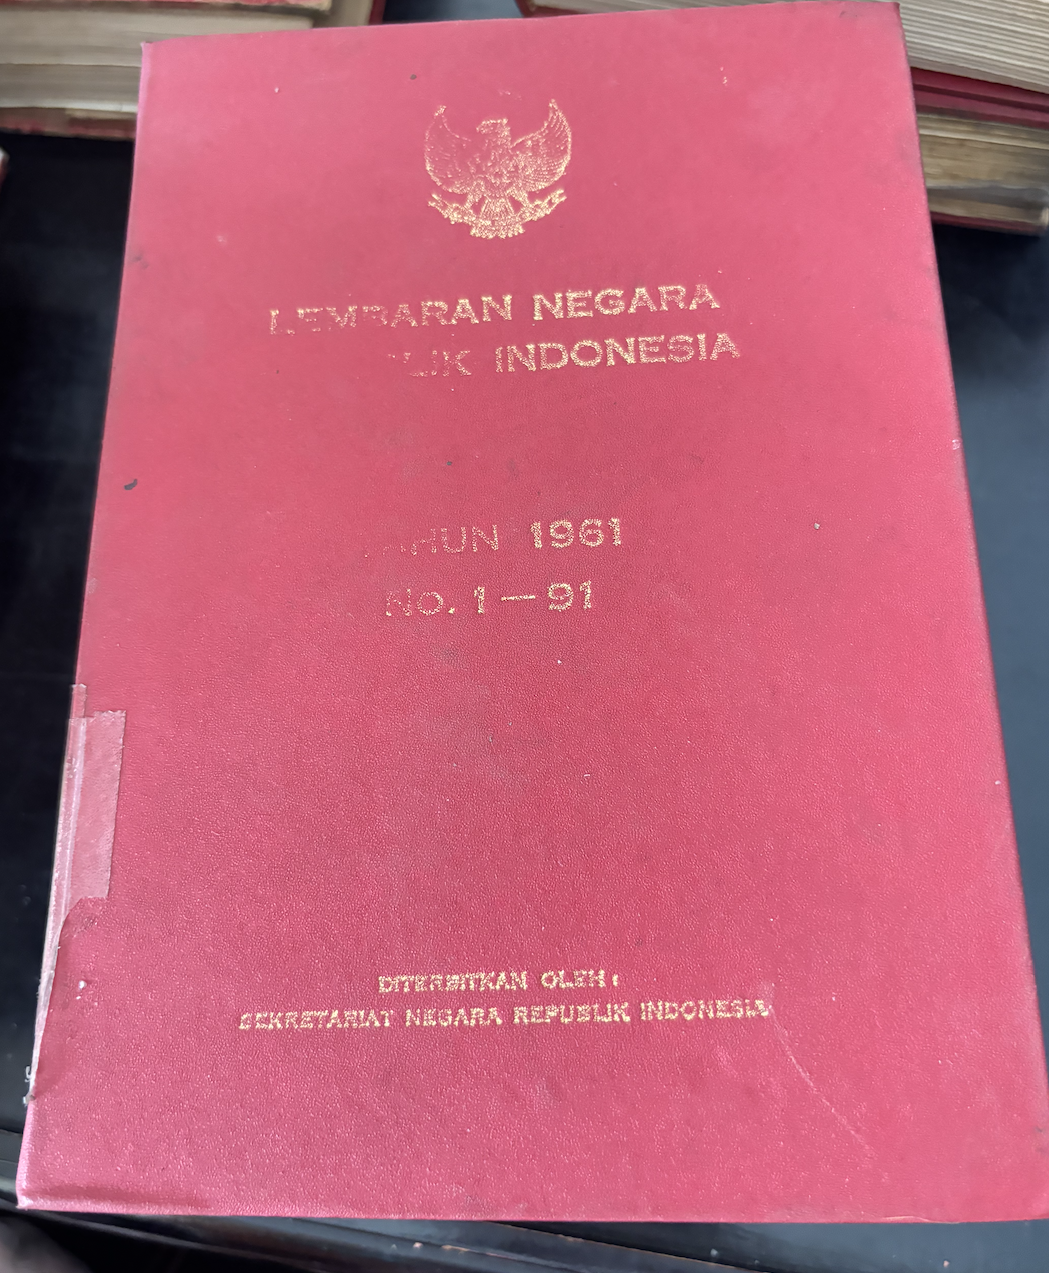 LEMBARAN NEGARA
INDONESIA
1961
No. 1 — 91
DITERBITKAN OLEH :
SEKRETARIAT NEGARA REPUBLIK INDONESIA